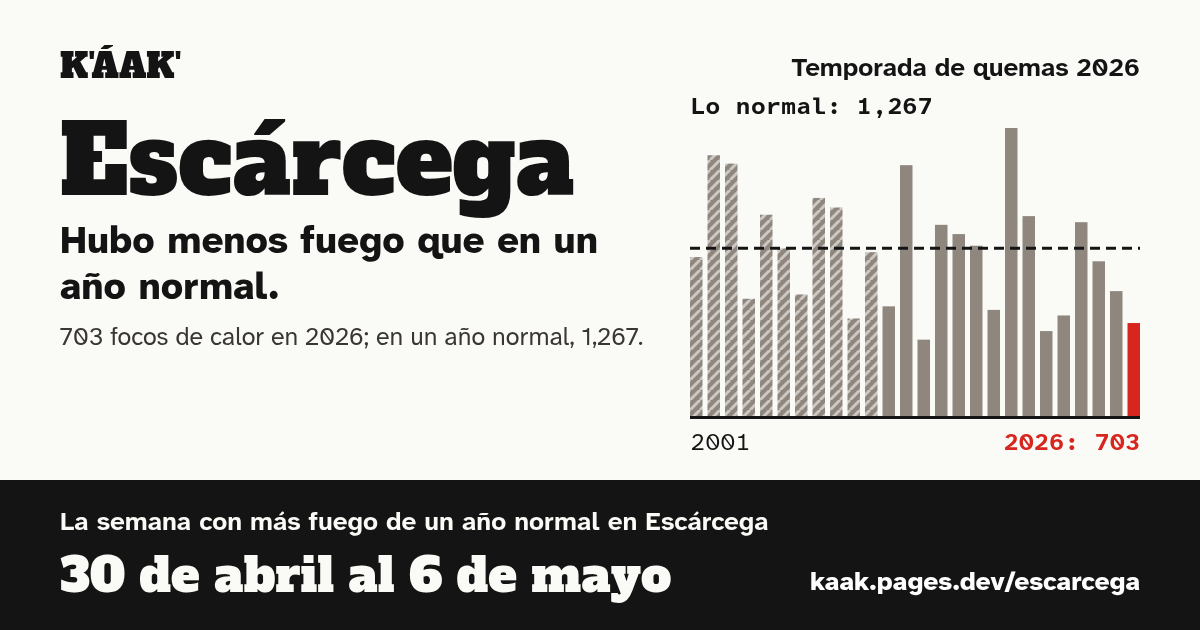 K'ÁAK'
Escárcega
Hubo menos fuego que en un
año normal.
703 focos de calor en 2026; en un año normal, 1,267.
Temporada de quemas 2026
Lo normal: 1,267
2001
2026: 703
La semana con más fuego de un año normal en Escárcega
30 de abril al 6 de mayo
kaak.pages.dev/escarcega